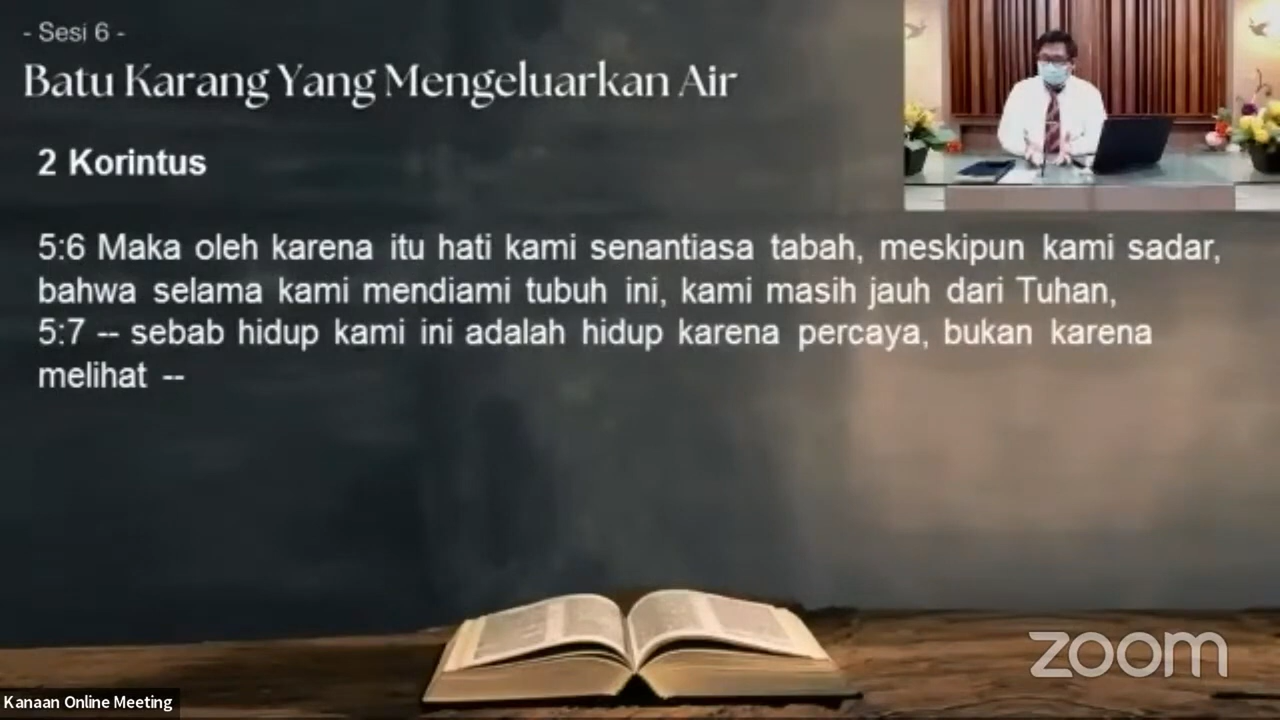 - Sesi 6 -
Batu Karang Yang Mengeluarkan Air
2 Korintus
5:6 Maka oleh karena itu hati kami senantiasa tabah, meskipun kami sadar,
bahwa selama kami mendiami tubuh ini, kami masih jauh dari Tuhan,
5:7 -- sebab hidup kami ini adalah hidup karena percaya, bukan karena
melihat --
zoom
Kanaan Online Meeting